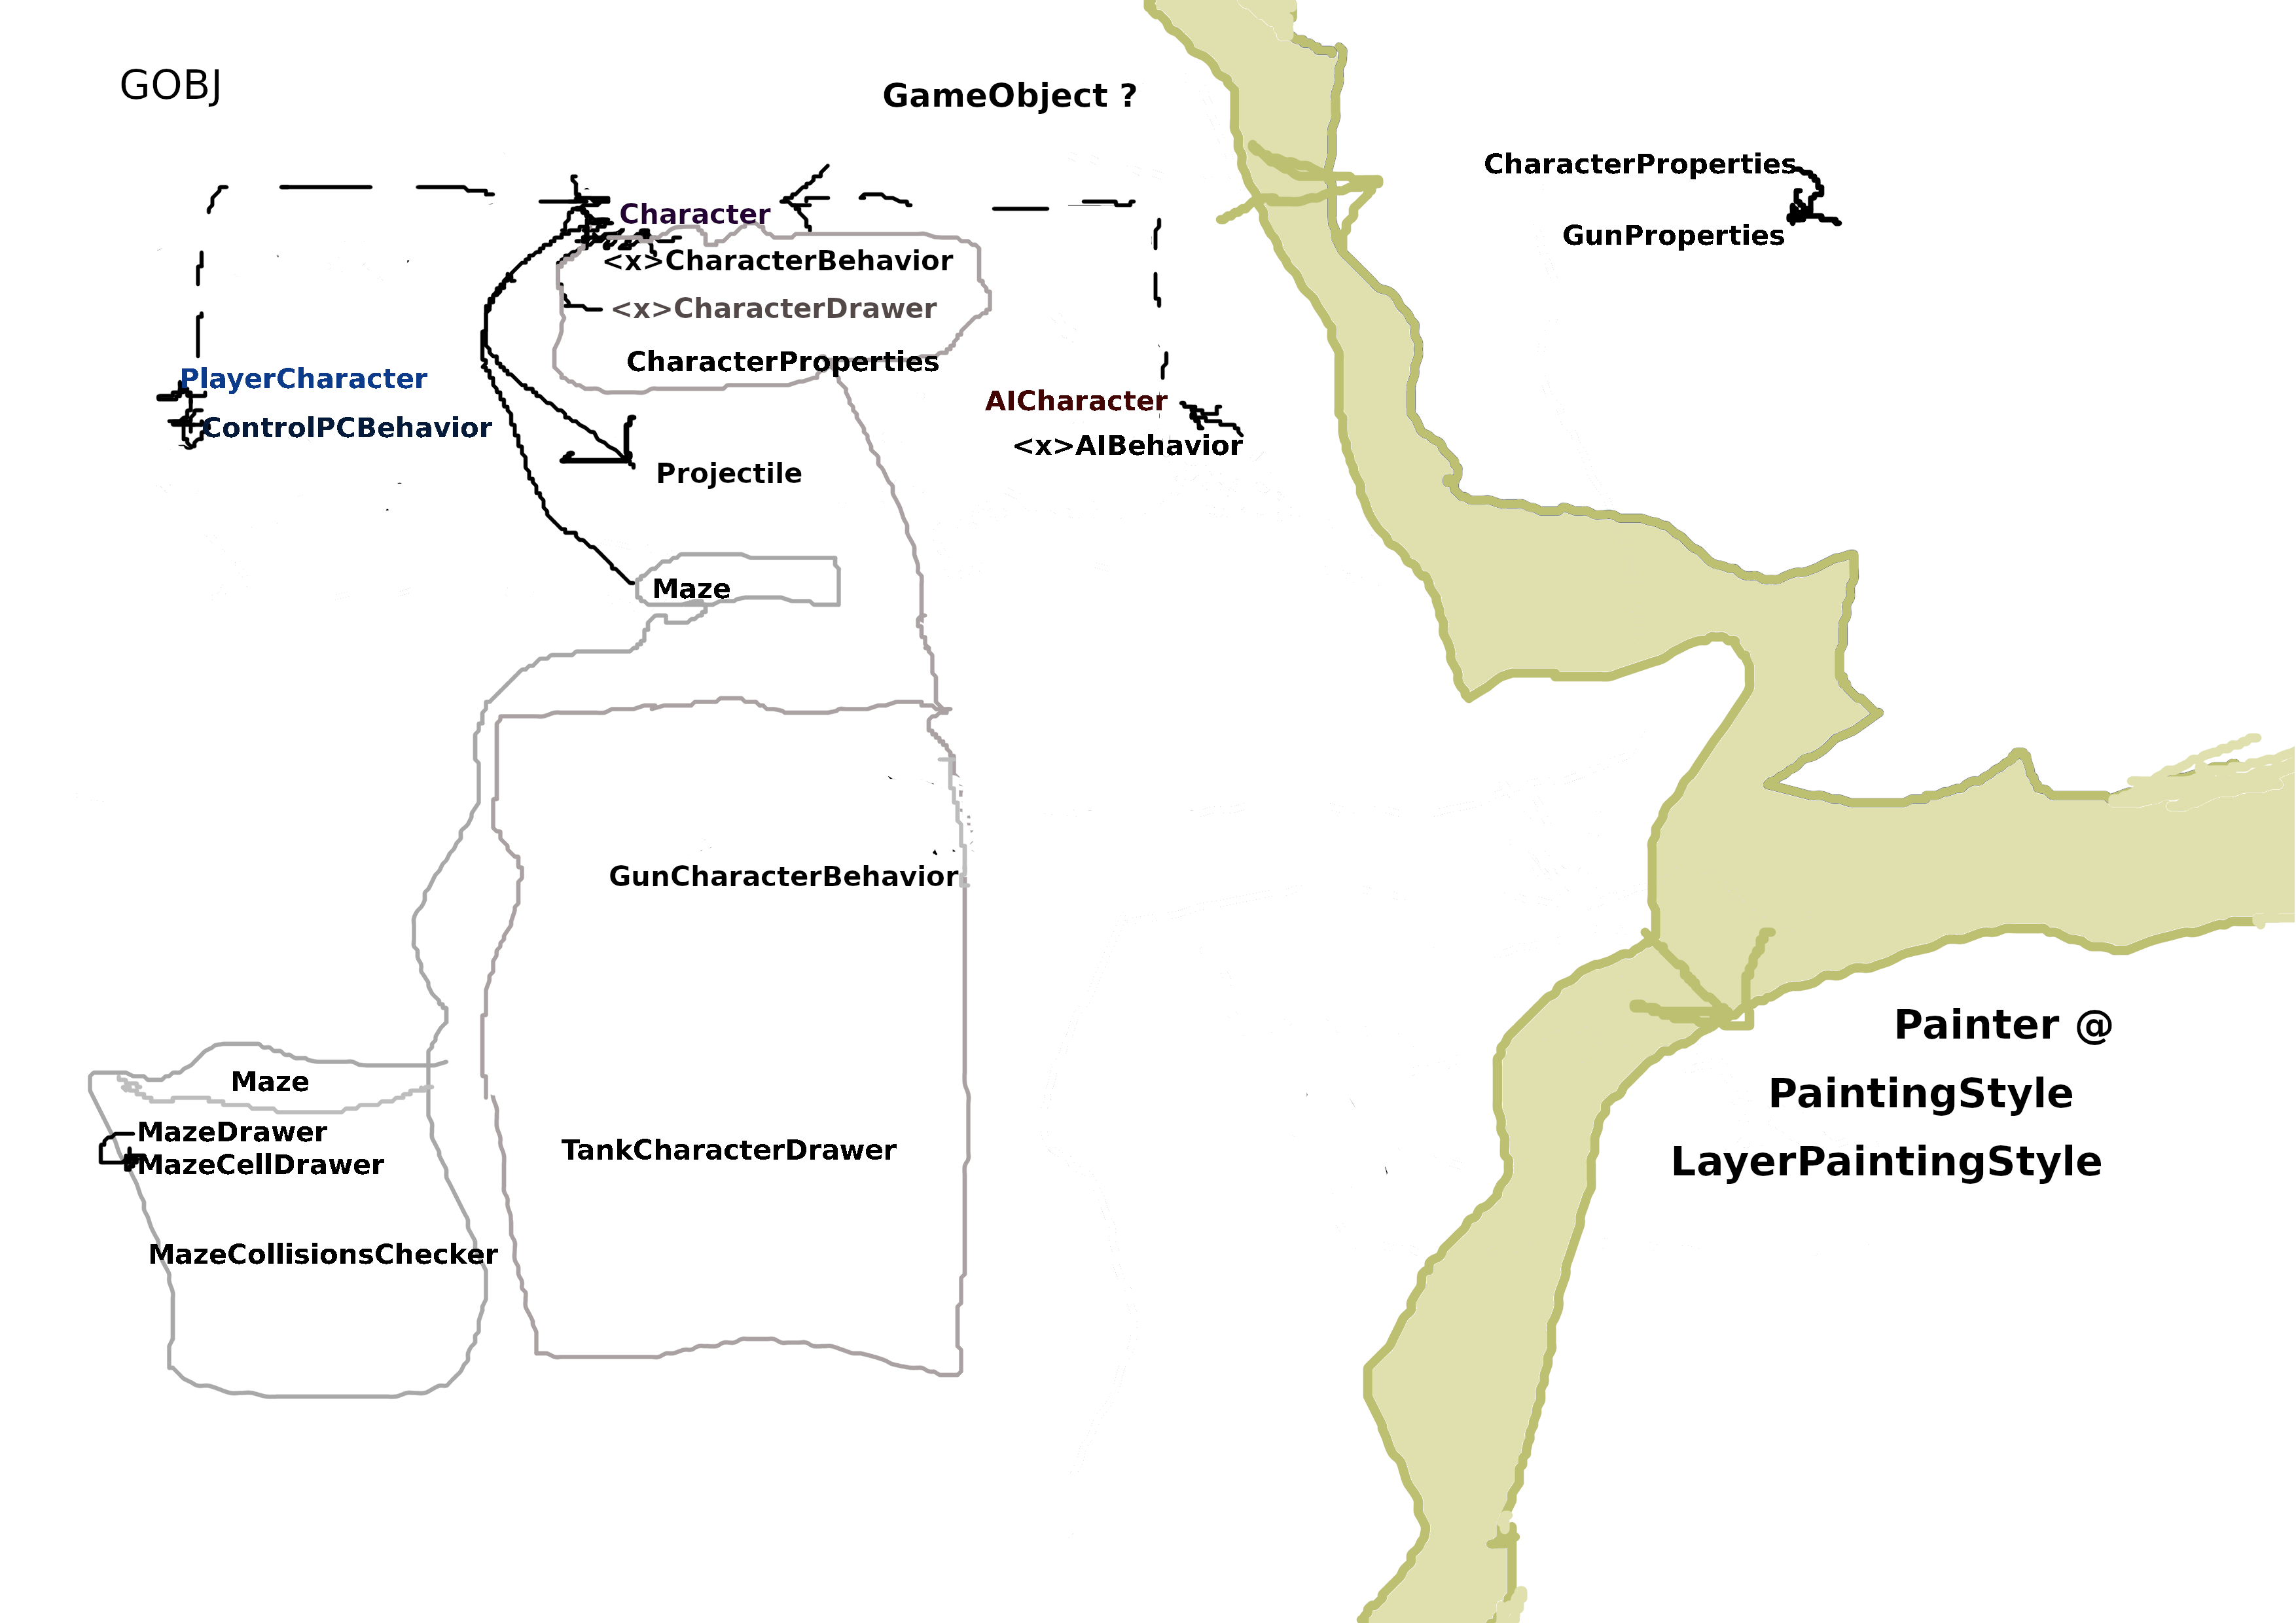 GOBJ
GameObject ?
Character
<x>CharacterBehavior
<x>CharacterDrawer
CharacterProperties
PlayerCharacter
ControlPCBehavior
AICharacter
<x>AIBehavior
Projectile
Maze
GunCharacterBehavior
TankCharacterDrawer
Maze
MazeDrawer
MazeCellDrawer
MazeCollisionsChecker
CharacterProperties
GunProperties
Painter @
PaintingStyle
LayerPaintingStyle